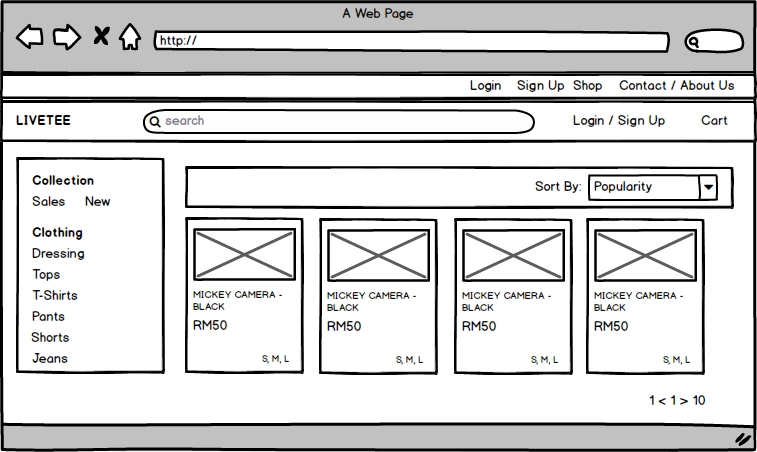 A Web Page
http://
Login Sign Up Shop Contact / About Us
LIVETEE
search
Login / Sign Up
Cart
Collection
Sales New
Clothing
Dressing
Tops
T-Shirts
Pants
Shorts
Jeans
Sort By: Popularity
MICKEY CAMERA -
BLACK
RM50
S, M, L
MICKEY CAMERA -
BLACK
RM50
S, M, L
MICKEY CAMERA -
BLACK
RM50
S, M, L
MICKEY CAMERA -
BLACK
RM50
S, M, L
1 < 1 > 10